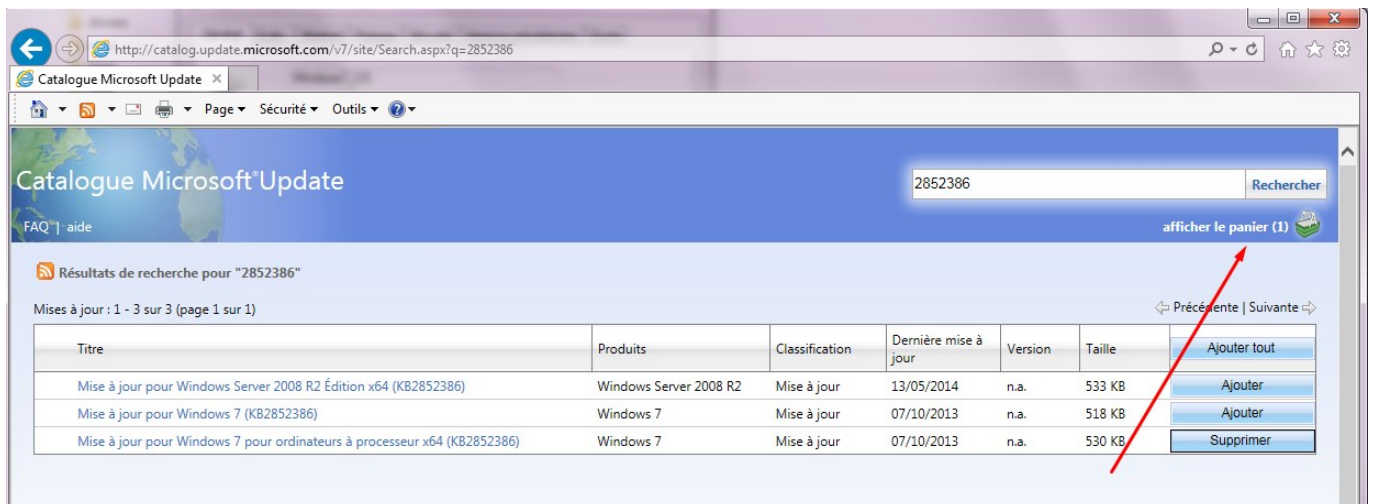 http://catalog.update.microsoft.com/v7/site/Search.aspx?q=2852386
Catalogue Microsoft Update
Page Sécurité Outils
Catalogue Microsoft®Update
2852386 Rechercher
FAQ | aide afficher le panier (1)
Résultats de recherche pour "2852386"
Mises à jour : 1 - 3 sur 3 (page 1 sur 1) Précédente | Suivante
Titre Produits Classification Dernière mise à jour Version Taille Ajouter tout
Mise à jour pour Windows Server 2008 R2 Édition x64 (KB2852386) Windows Server 2008 R2 Mise à jour 13/05/2014 n.a. 533 KB Ajouter
Mise à jour pour Windows 7 (KB2852386) Windows 7 Mise à jour 07/10/2013 n.a. 518 KB Ajouter
Mise à jour pour Windows 7 pour ordinateurs à processeur x64 (KB2852386) Windows 7 Mise à jour 07/10/2013 n.a. 530 KB Supprimer